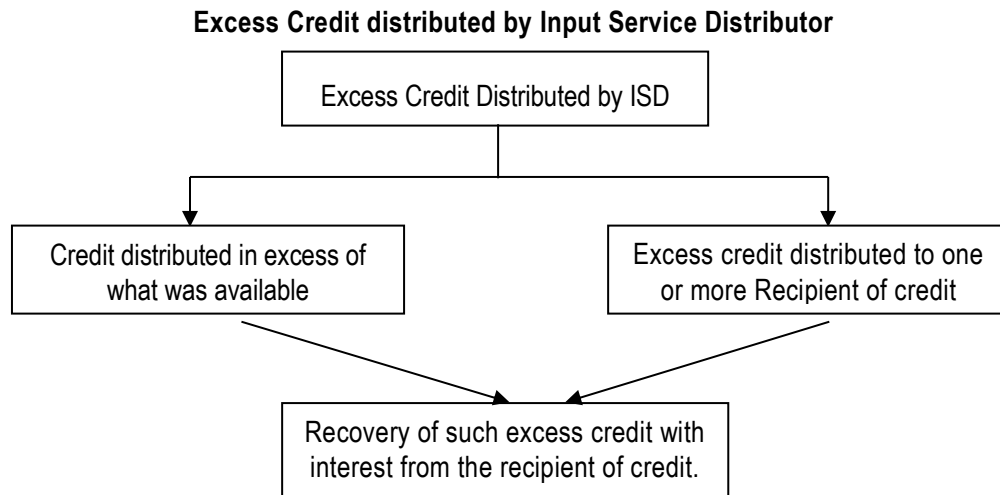 Excess Credit distributed by Input Service Distributor
Excess Credit Distributed by ISD
Credit distributed in excess of
what was available
Excess credit distributed to one
or more Recipient of credit
Recovery of such excess credit with
interest from the recipient of credit.